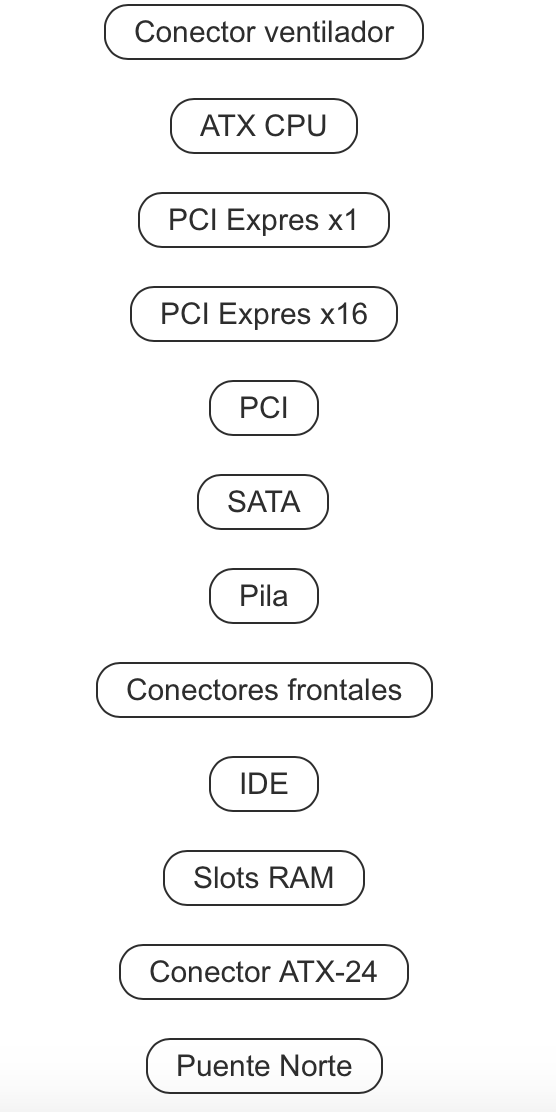 Conector ventilador
ATX CPU
PCI Expres x1
PCI Expres x16
PCI
SATA
Pila
Conectores frontales
IDE
Slots RAM
Conector ATX-24
Puente Norte